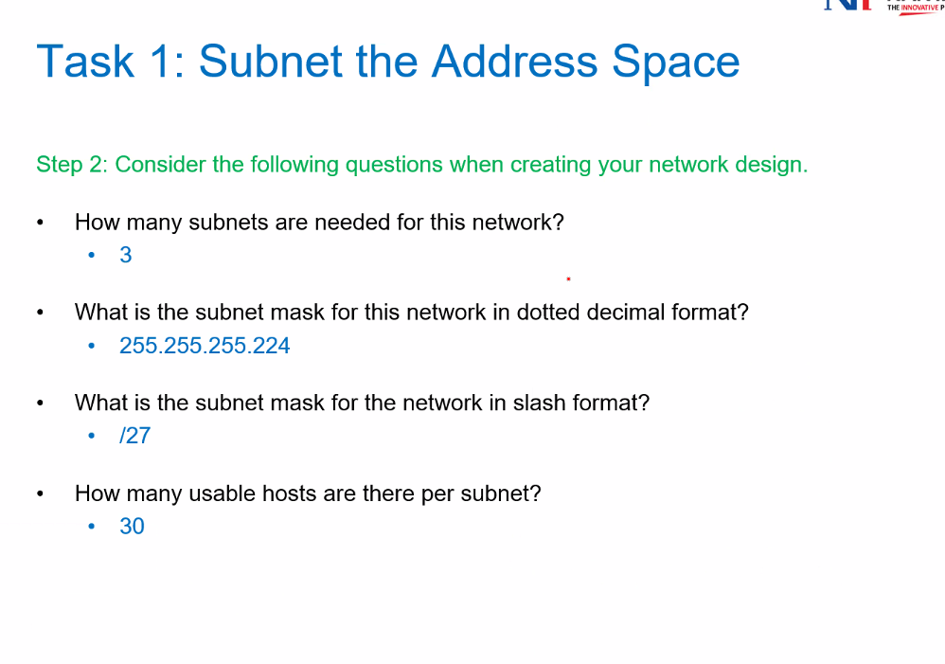 THE INNOVATIVE
Task 1: Subnet the Address Space
Step 2: Consider the following questions when creating your network design.
• How many subnets are needed for this network?
• 3
• What is the subnet mask for this network in dotted decimal format?
• 255.255.255.224
• What is the subnet mask for the network in slash format?
• /27
• How many usable hosts are there per subnet?
• 30